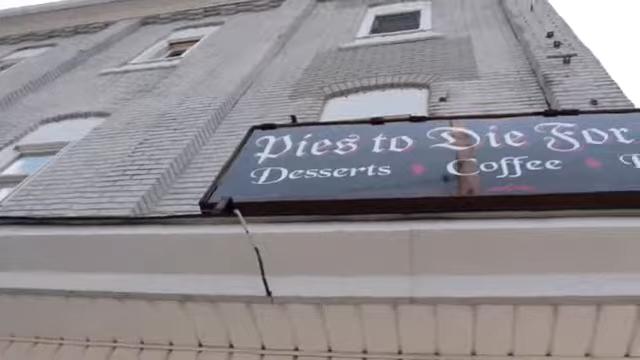 Pies to Die For
Desserts • Coffee •